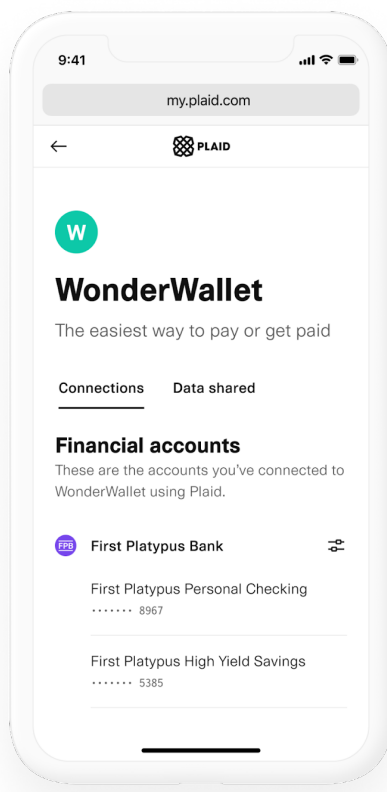 9:41
my.plaid.com
PLAID
W
WonderWallet
The easiest way to pay or get paid
Connections Data shared
Financial accounts
These are the accounts you've connected to
WonderWallet using Plaid.
FPB First Platypus Bank
First Platypus Personal Checking
······· 8967
First Platypus High Yield Savings
······· 5385